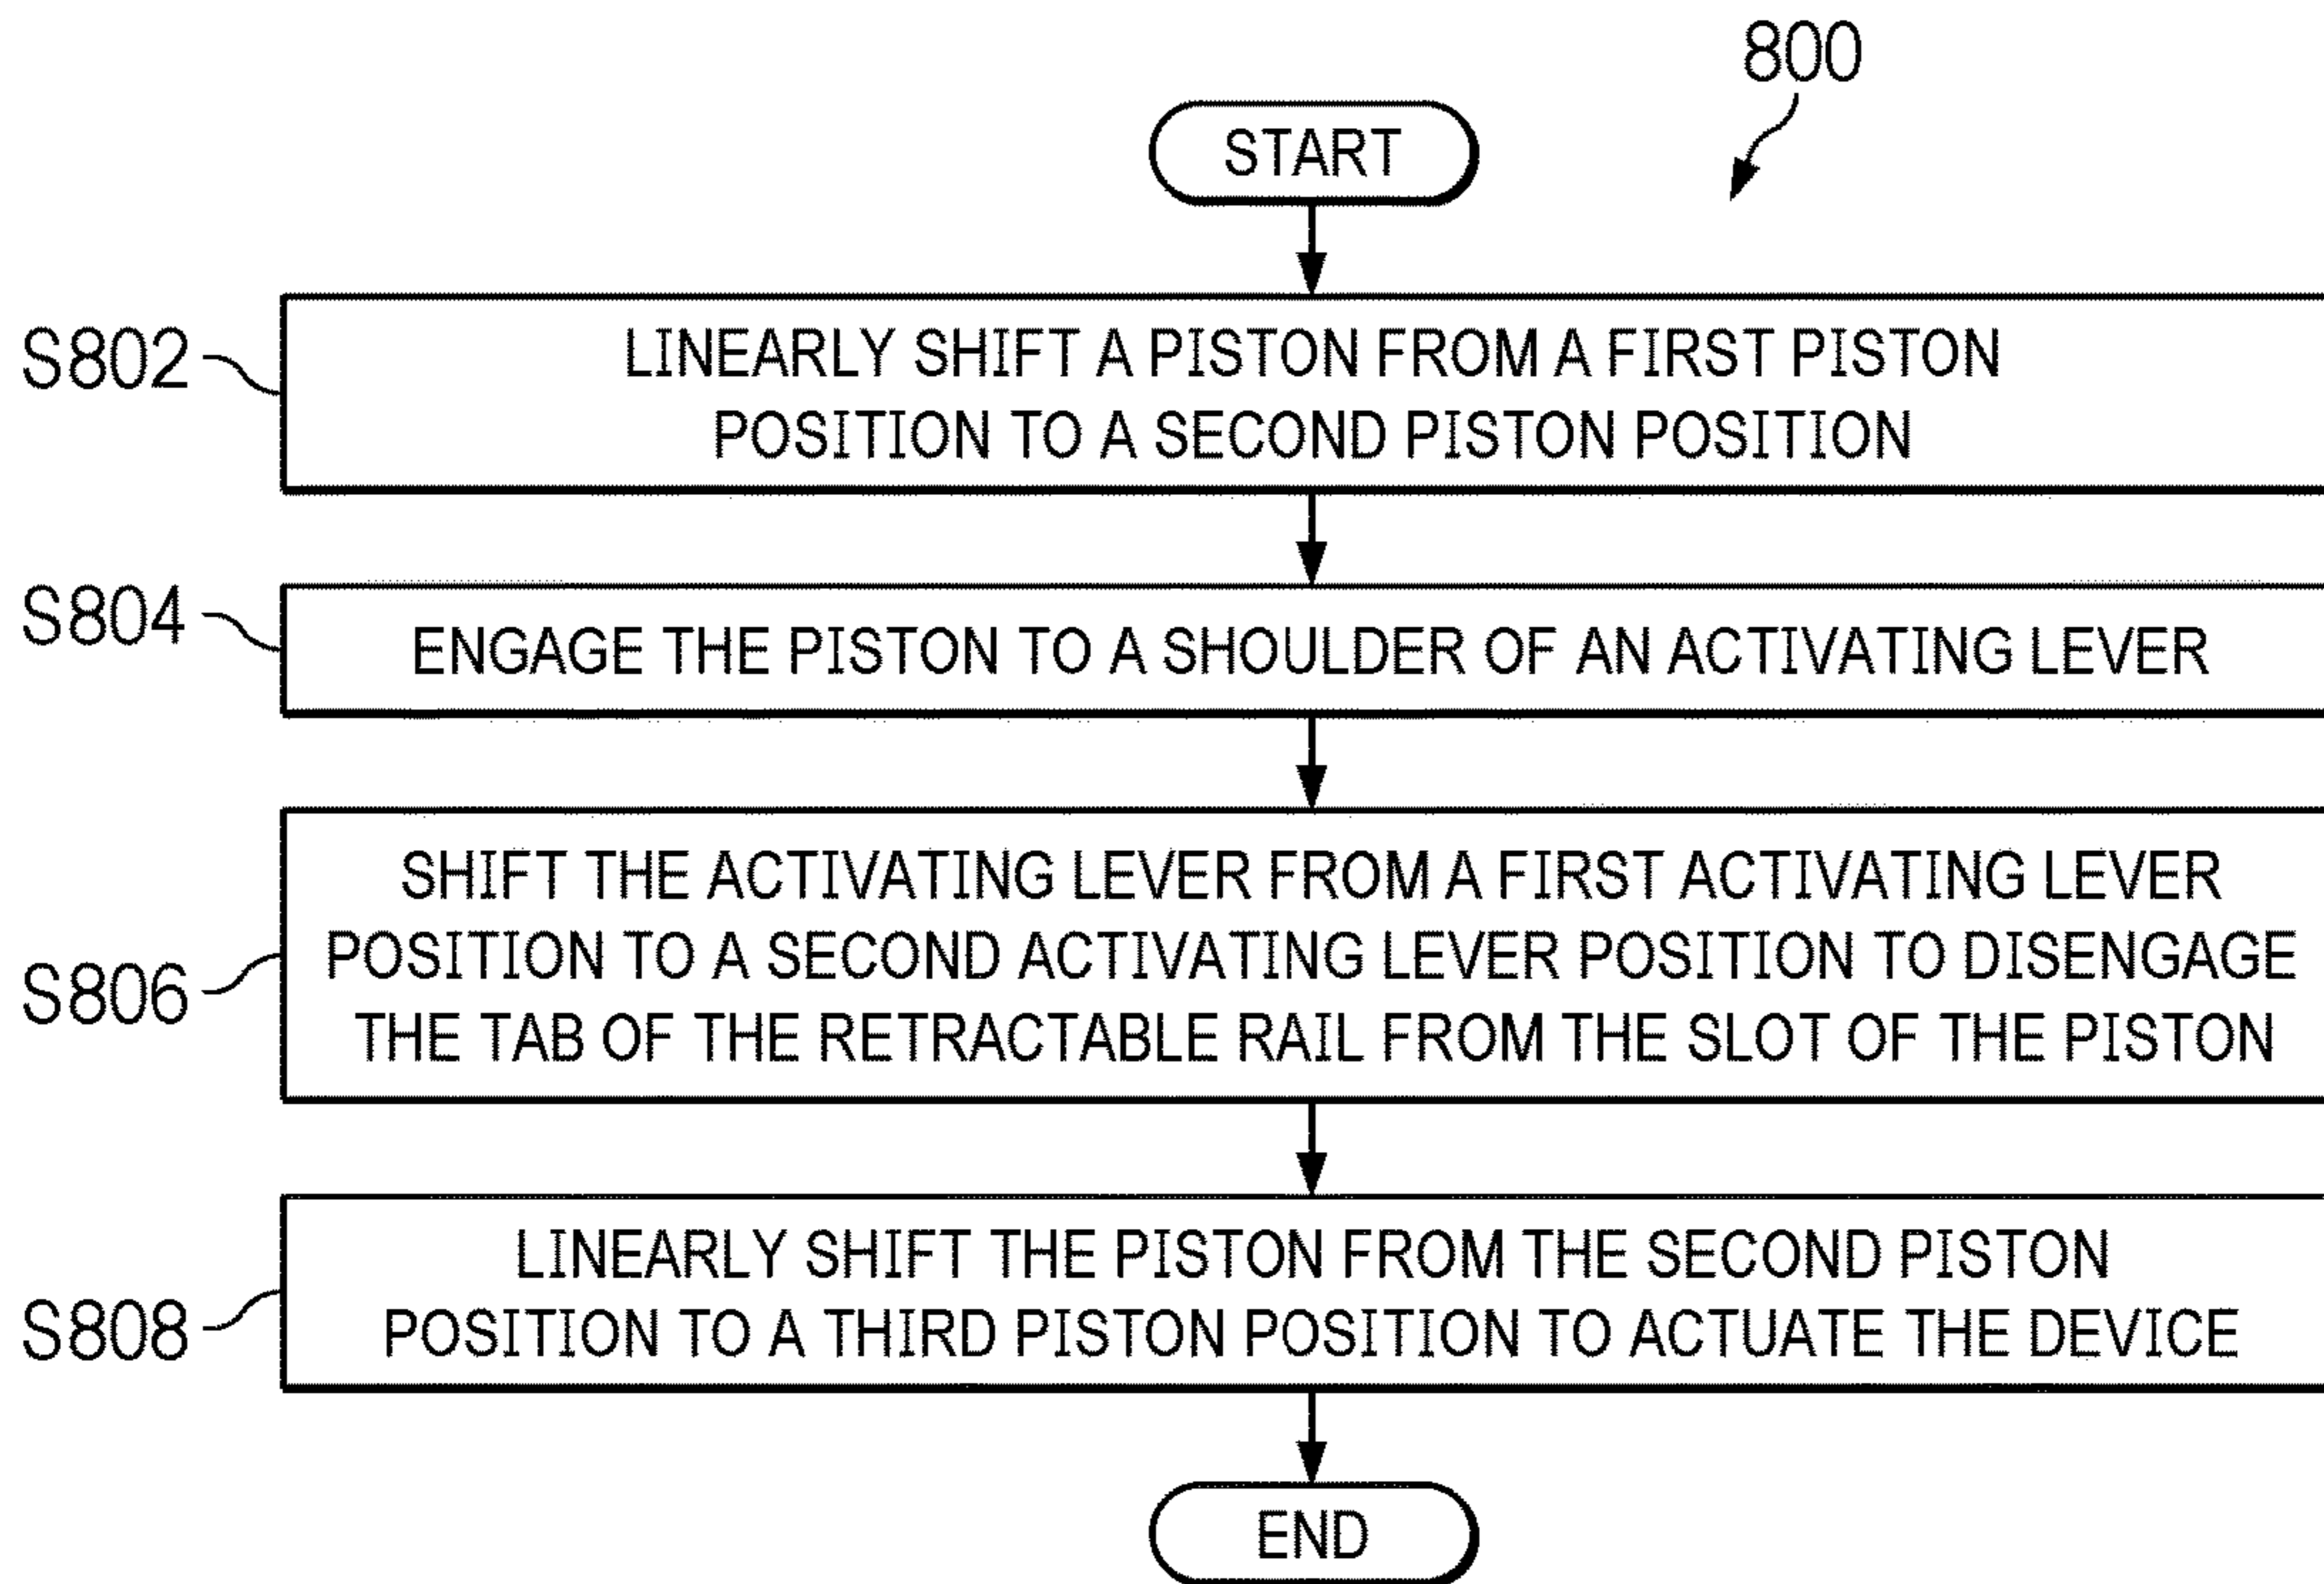 800
START
S802
LINEARLY SHIFT A PISTON FROM A FIRST PISTON
POSITION TO A SECOND PISTON POSITION
S804
ENGAGE THE PISTON TO A SHOULDER OF AN ACTIVATING LEVER
S806
SHIFT THE ACTIVATING LEVER FROM A FIRST ACTIVATING LEVER
POSITION TO A SECOND ACTIVATING LEVER POSITION TO DISENGAGE
THE TAB OF THE RETRACTABLE RAIL FROM THE SLOT OF THE PISTON
S808
LINEARLY SHIFT THE PISTON FROM THE SECOND PISTON
POSITION TO A THIRD PISTON POSITION TO ACTUATE THE DEVICE
END